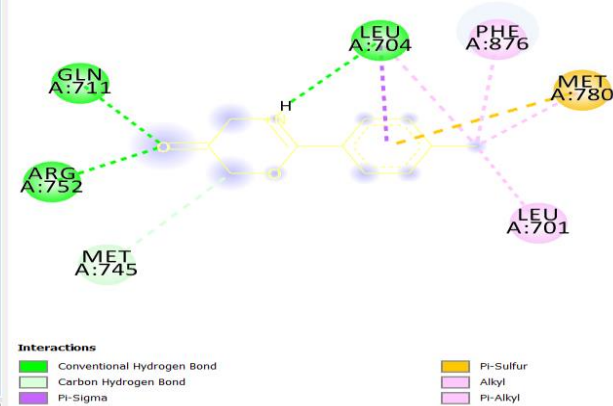 LEU
A:704
PHE
A:876
GLN
A:711
MET
A:780
H
ARG
A:752
LEU
A:701
MET
A:745
Interactions
Conventional Hydrogen Bond
Carbon Hydrogen Bond
Pi-Sigma
Pi-Sulfur
Alkyl
Pi-Alkyl